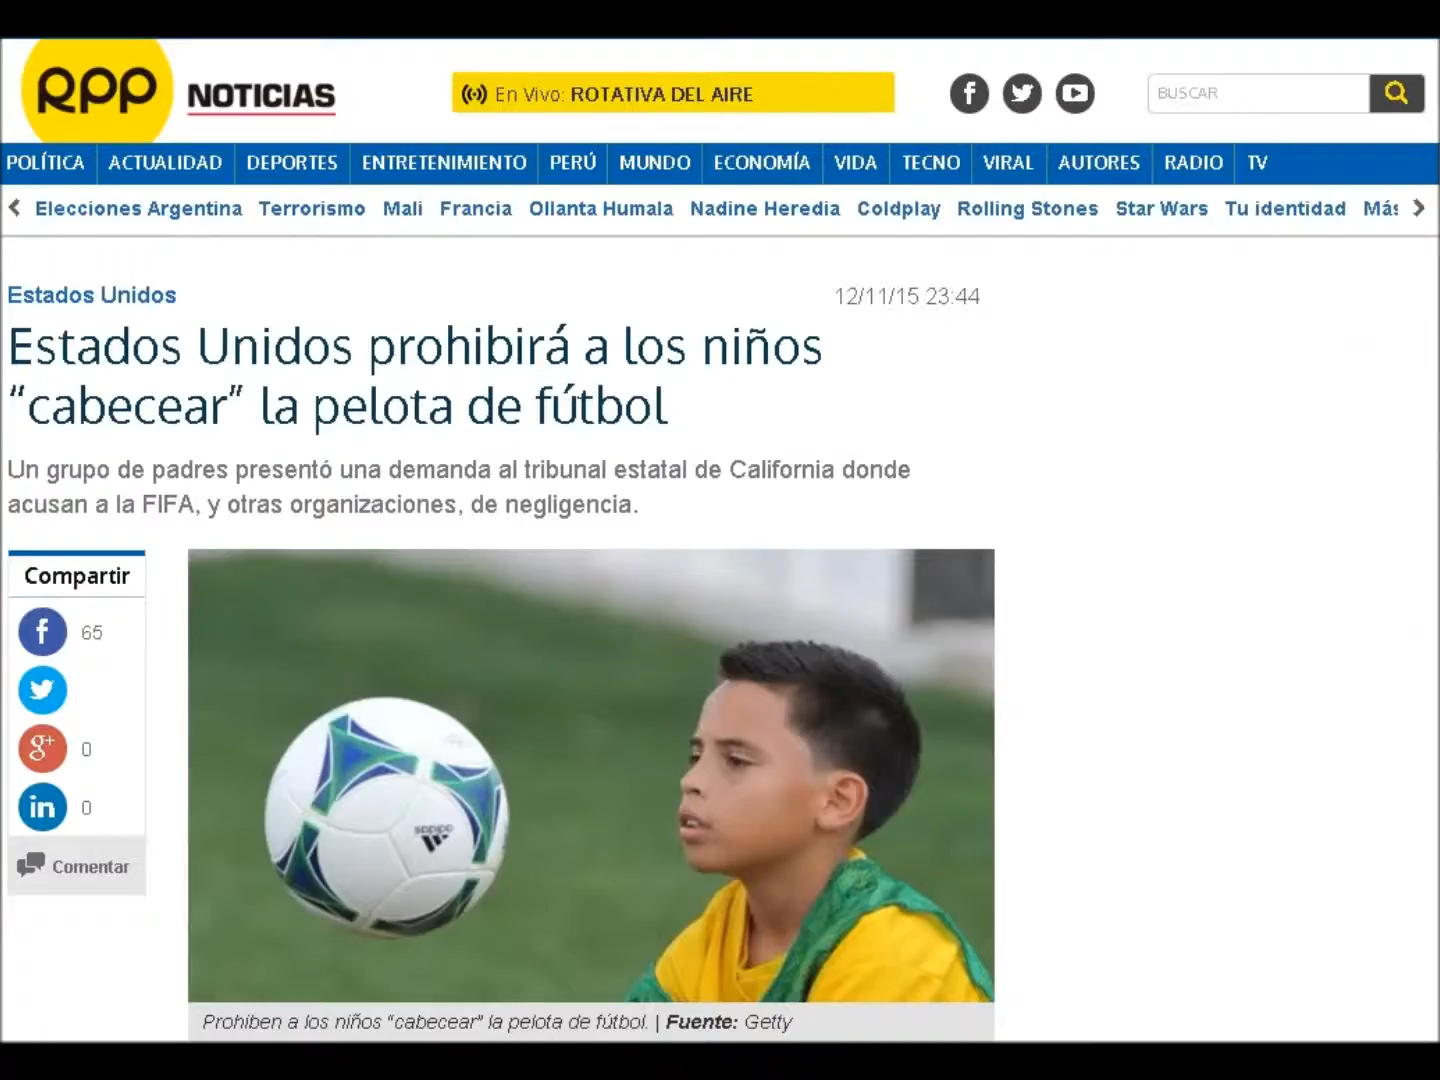 RPP NOTICIAS
En Vivo: ROTATIVA DEL AIRE
BUSCAR
POLÍTICA ACTUALIDAD DEPORTES ENTRETENIMIENTO PERÚ MUNDO ECONOMÍA VIDA TECNO VIRAL AUTORES RADIO TV
Elecciones Argentina Terrorismo Mali Francia Ollanta Humala Nadine Heredia Coldplay Rolling Stones Star Wars Tu identidad Más
Estados Unidos
12/11/15 23:44
Estados Unidos prohibirá a los niños
“cabecear” la pelota de fútbol
Un grupo de padres presentó una demanda al tribunal estatal de California donde
acusan a la FIFA, y otras organizaciones, de negligencia.
Compartir
65
0
0
Comentar
adidas
Prohiben a los niños "cabecear" la pelota de fútbol. | Fuente: Getty